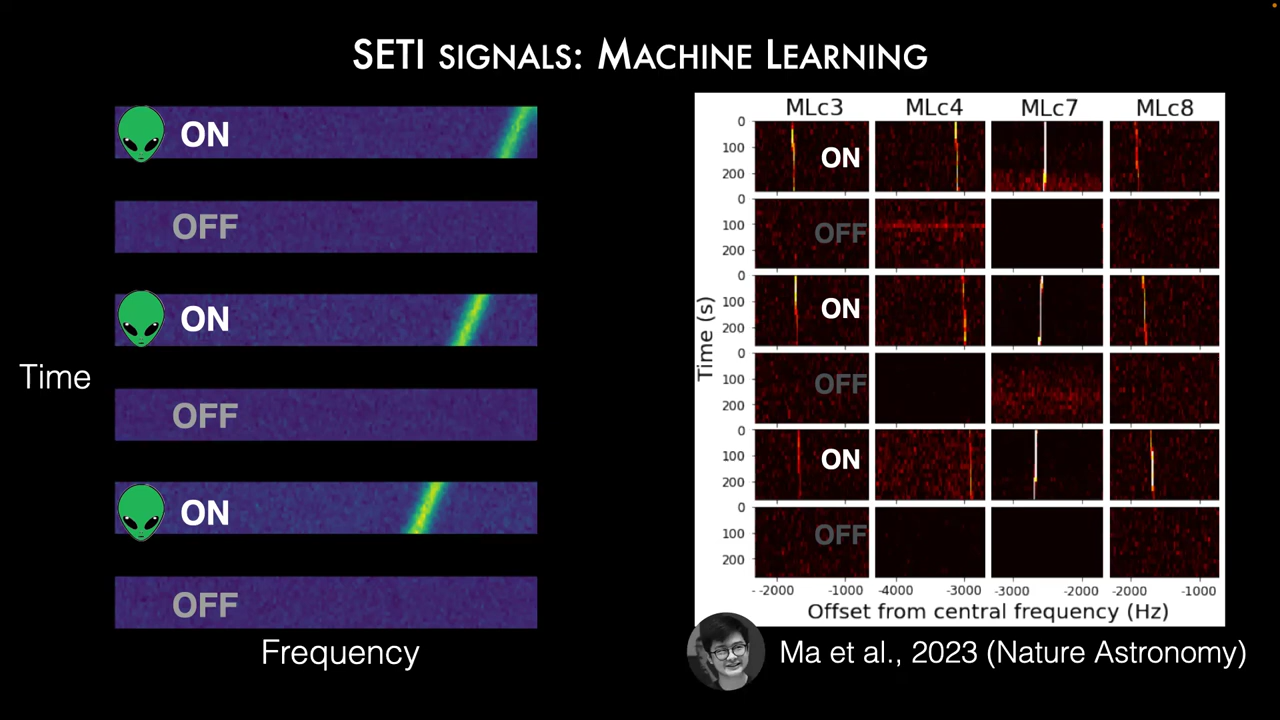 SETI SIGNALS: MACHINE LEARNING
ON
OFF
ON
Time
OFF
ON
OFF
Frequency
MLc3 MLc4 MLc7 MLc8
0
100
200
ON
0
100
200
OFF
0
100
200
ON
0
100
200
OFF
0
100
200
ON
0
100
200
OFF
Time (s)
-2000 -1000 -4000 -3000 -3000 -2000 -2000 -1000
Offset from central frequency (Hz)
Ma et al., 2023 (Nature Astronomy)